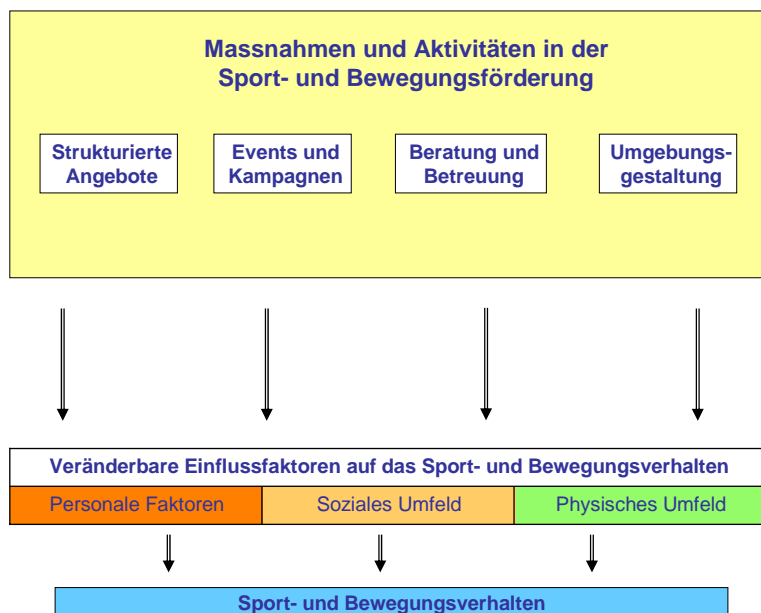 Massnahmen und Aktivitäten in der
Sport- und Bewegungsförderung
Strukturierte
Angebote
Events und
Kampagnen
Beratung und
Betreuung
Umgebungs-
gestaltung
Veränderbare Einflussfaktoren auf das Sport- und Bewegungsverhalten
Personale Faktoren
Soziales Umfeld
Physisches Umfeld
Sport- und Bewegungsverhalten